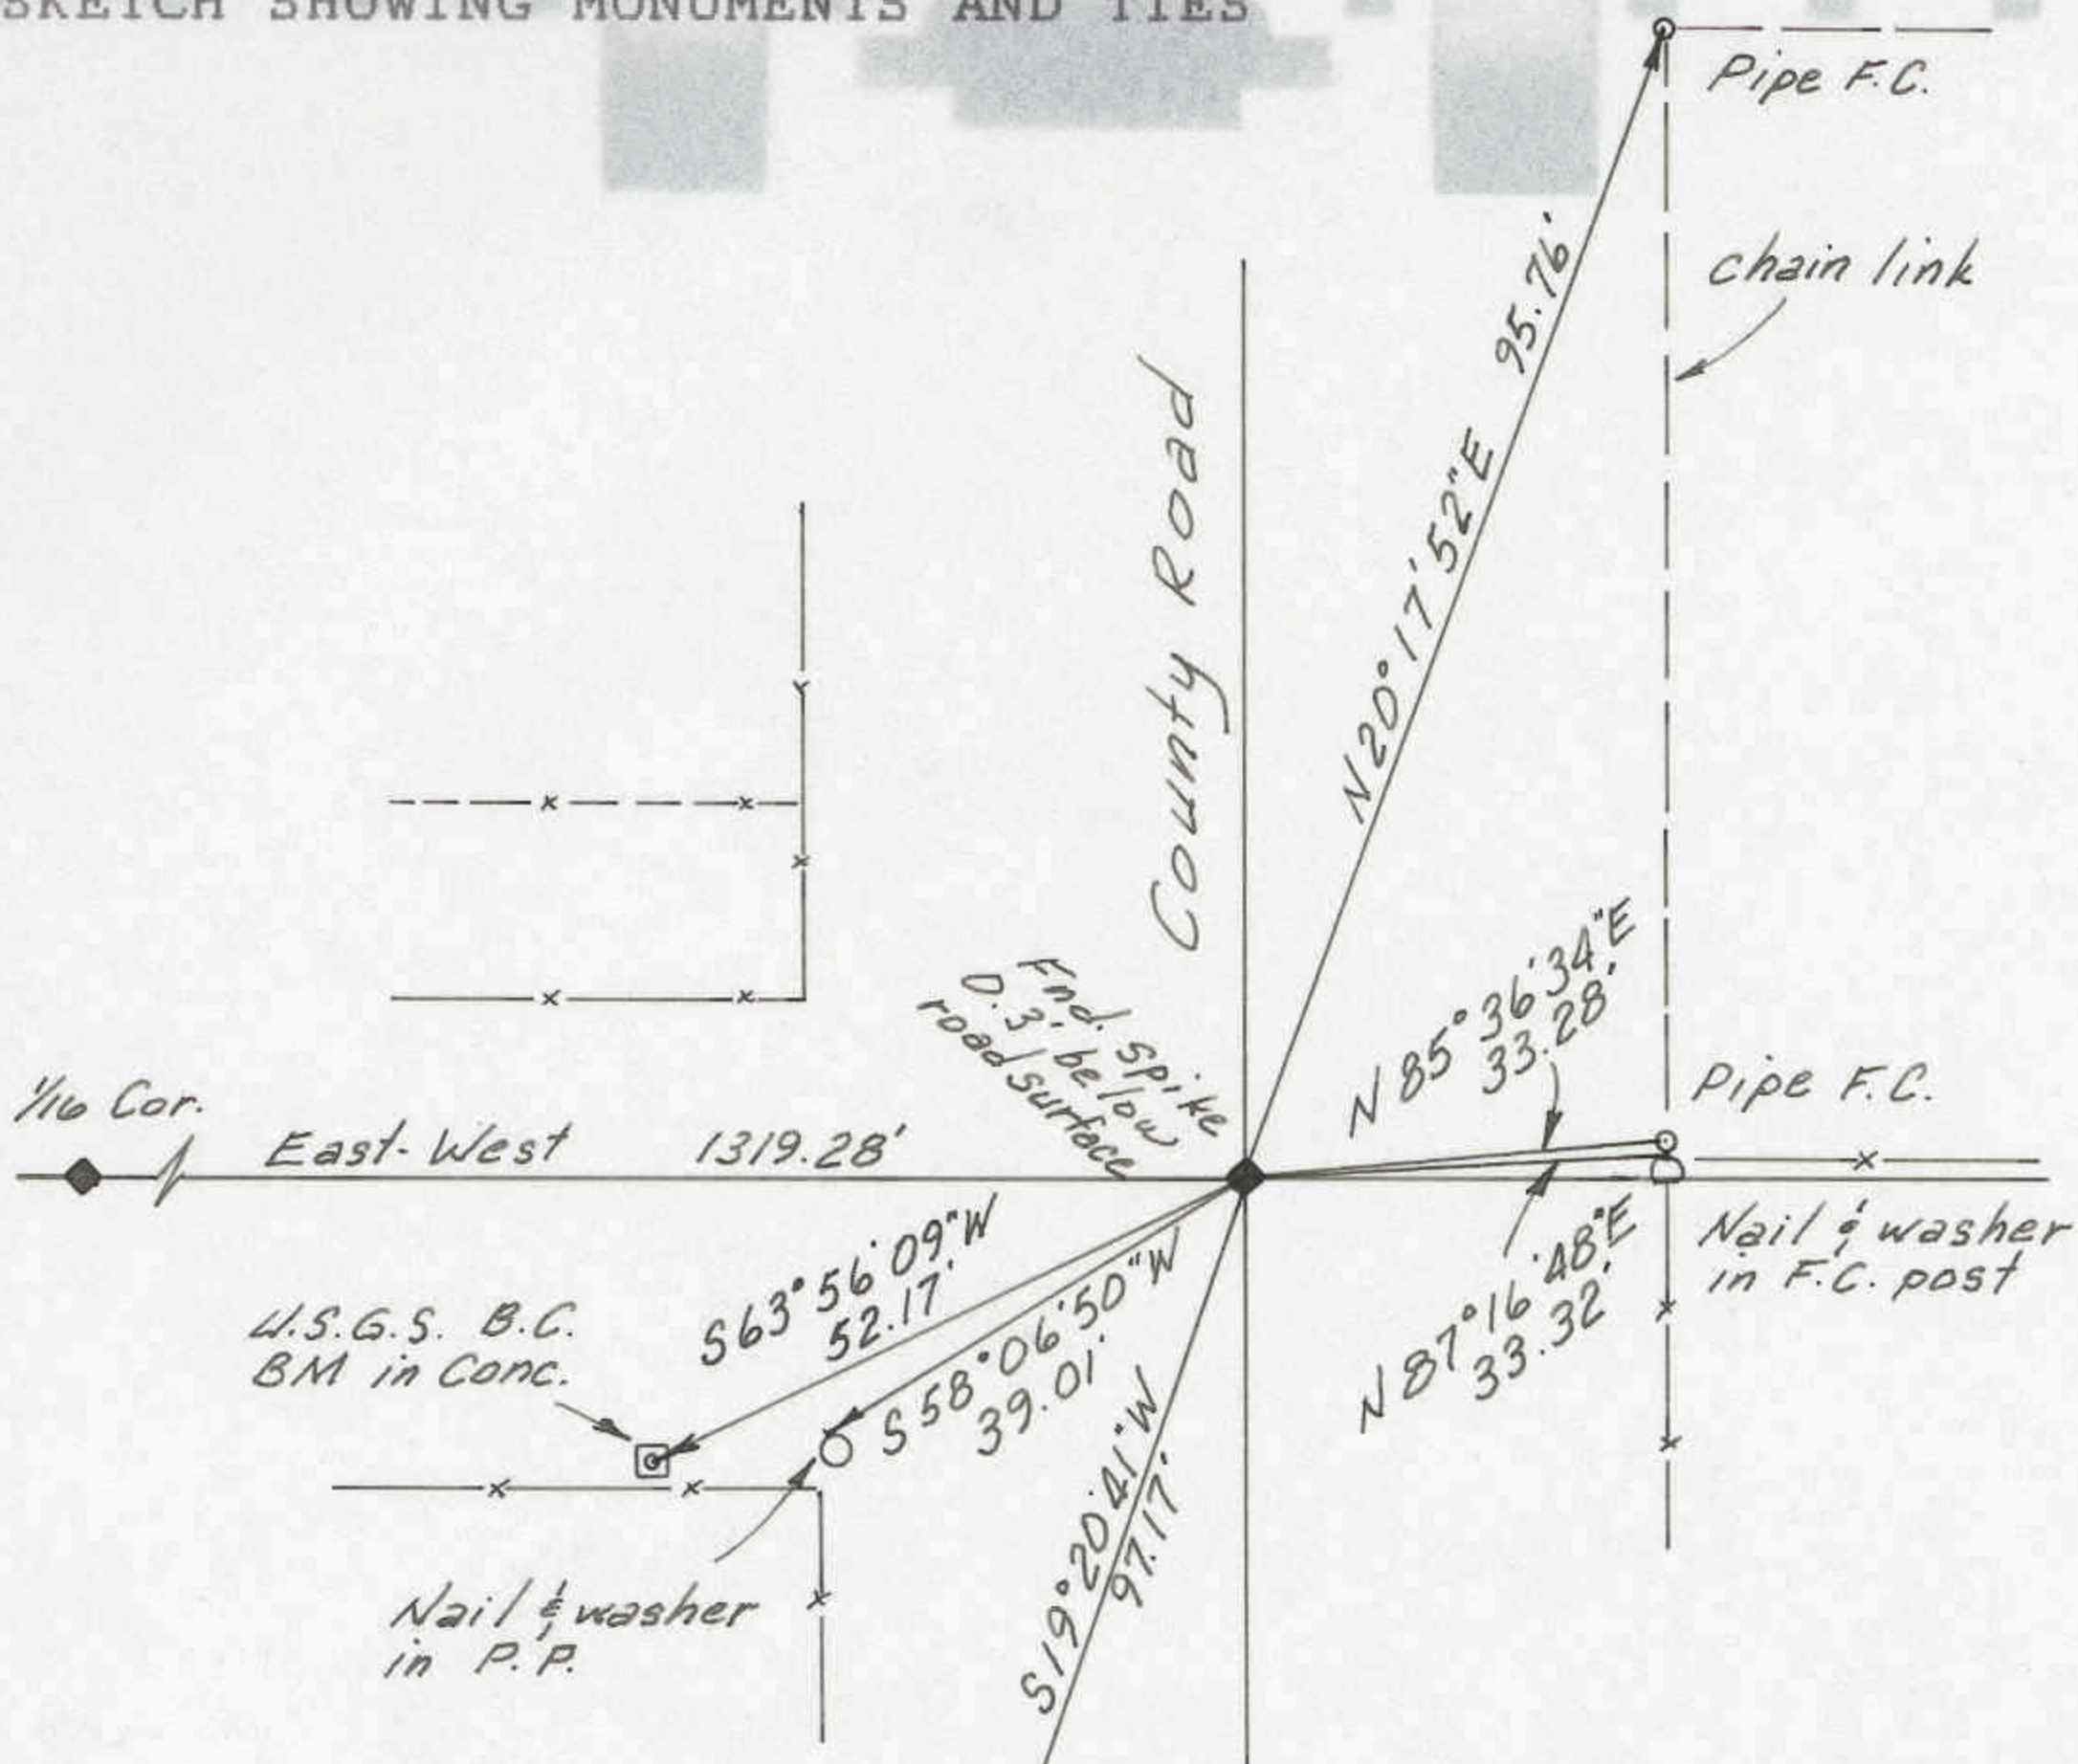 SKETCH SHOWING MONUMENTS AND TIES
Pipe F.C.
chain link
95.76'
N20°17'52"E
County Road
Fnd. Spike
0.3' below
road surface
N 85°36'34"E
33.28'
Pipe F.C.
1/16 Cor.
East-West 1319.28'
Nail & washer
in F.C. post
N 87°16'48"E
33.32'
S63°56'09"W
52.17'
S 58°06'50"W
39.01'
U.S.G.S. B.C.
BM in Conc.
S19°20'41"W
97.17'
Nail & washer
in P.P.